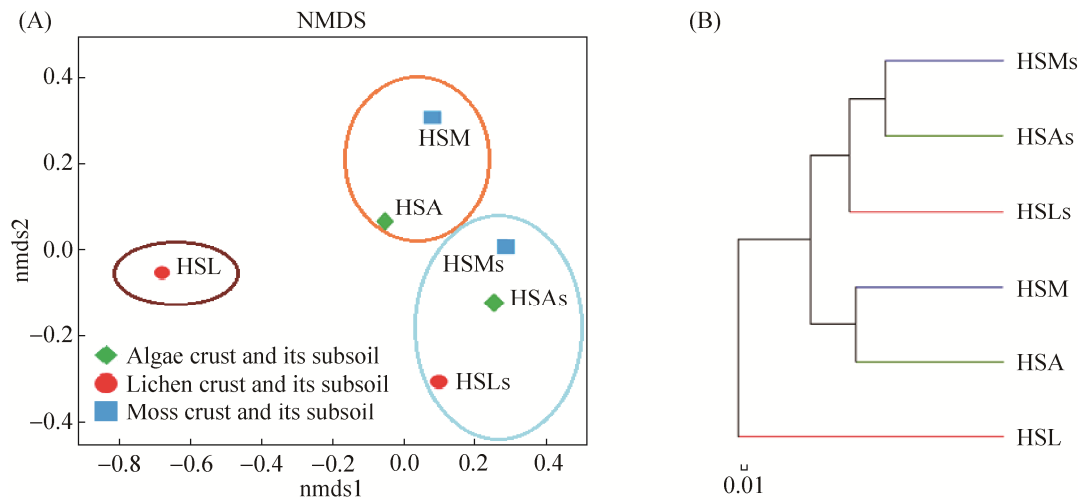 (A)
NMDS
nmds2
0.4
0.2
0.0
−0.2
−0.4
HSM
HSA
HSL
HSMs
HSAs
HSLs
Algae crust and its subsoil
Lichen crust and its subsoil
Moss crust and its subsoil
−0.8
−0.6
−0.4
−0.2
0.0
0.2
0.4
nmds1
(B)
HSMs
HSAs
HSLs
HSM
HSA
HSL
0.01